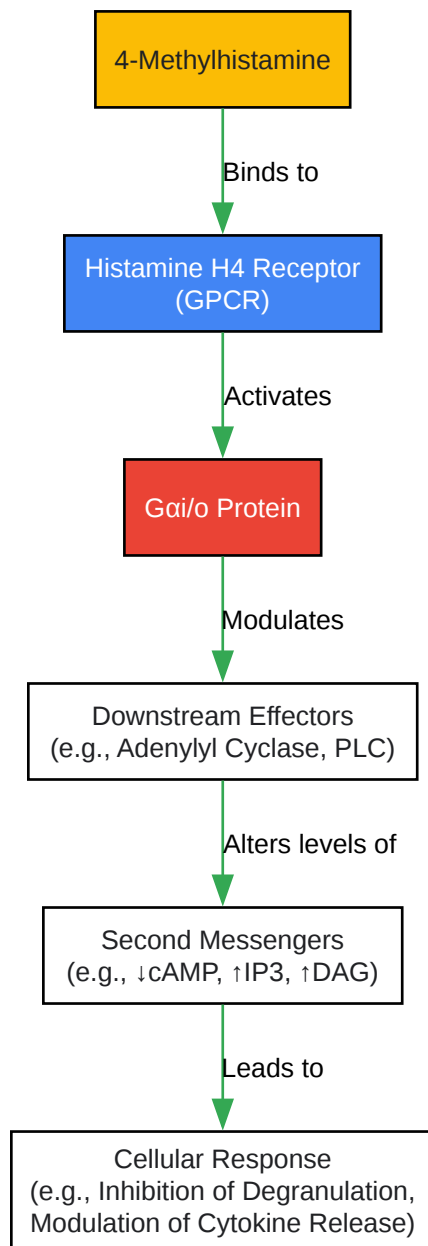 4-Methylhistamine
Binds to
Histamine H4 Receptor
(GPCR)
Activates
Gαi/o Protein
Modulates
Downstream Effectors
(e.g., Adenylyl Cyclase, PLC)
Alters levels of
Second Messengers
(e.g., ↓cAMP, ↑IP3, ↑DAG)
Leads to
Cellular Response
(e.g., Inhibition of Degranulation,
Modulation of Cytokine Release)